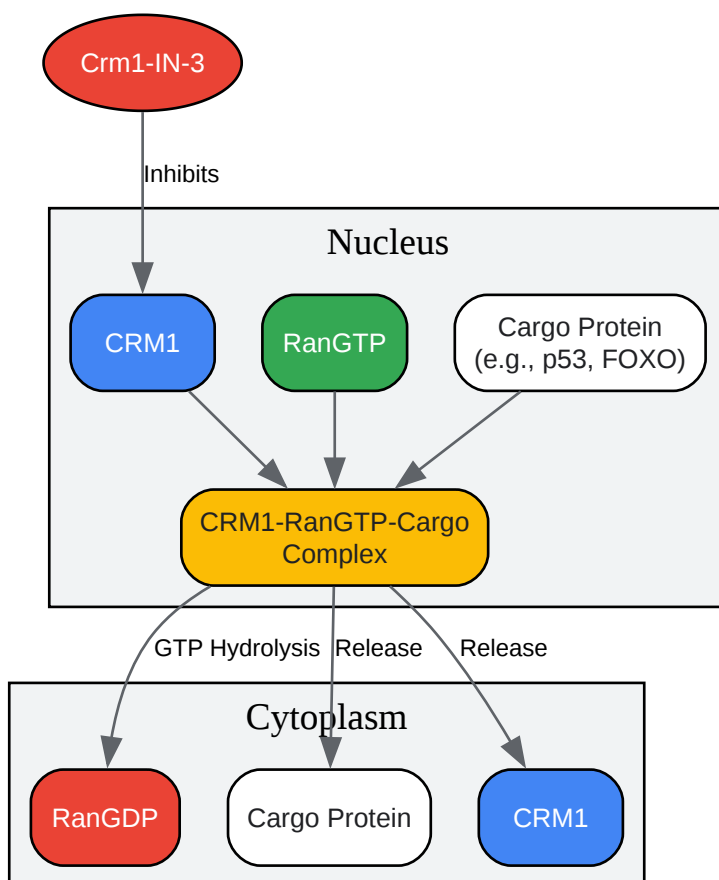 Crm1-IN-3
Inhibits
Nucleus
CRM1
RanGTP
Cargo Protein
(e.g., p53, FOXO)
CRM1-RanGTP-Cargo
Complex
GTP Hydrolysis
Release
Release
Cytoplasm
RanGDP
Cargo Protein
CRM1